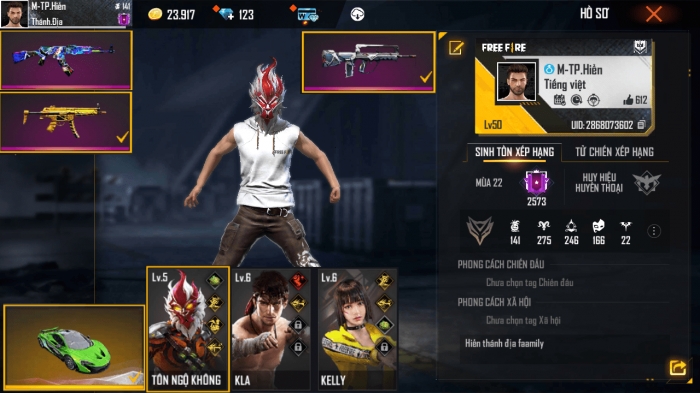 M-TP.Hiền
# 141
Thánh.Địa
23.917
123
HỒ SƠ
FREE FIRE
M-TP.Hiền
Tiếng việt
612
Lv50
UID: 2868073602
SINH TỒN XẾP HẠNG
TỬ CHIẾN XẾP HẠNG
MÙA 22
2573
HUY HIỆU
HUYỀN THOẠI
141
275
246
166
22
PHONG CÁCH CHIẾN ĐẤU
Chưa chọn tag Chiến đấu
PHONG CÁCH XÃ HỘI
Chưa chọn tag Xã hội
Hiền thánh địa faamily
Lv.5
TÔN NGỘ KHÔNG
Lv.6
KLA
Lv.6
KELLY